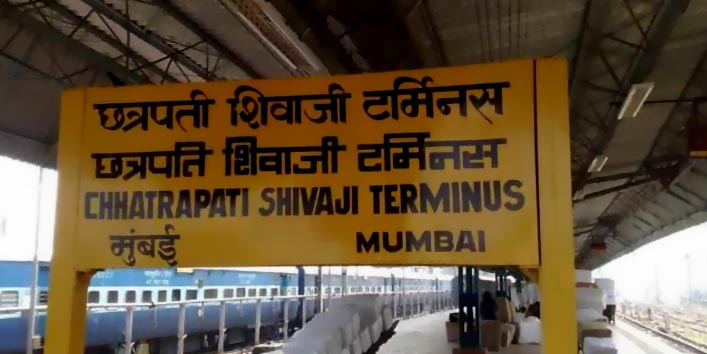 छत्रपती शिवाजी टर्मिनस
छत्रपति शिवाजी टर्मिनस
CHHATRAPATI SHIVAJI TERMINUS
मुंबई MUMBAI